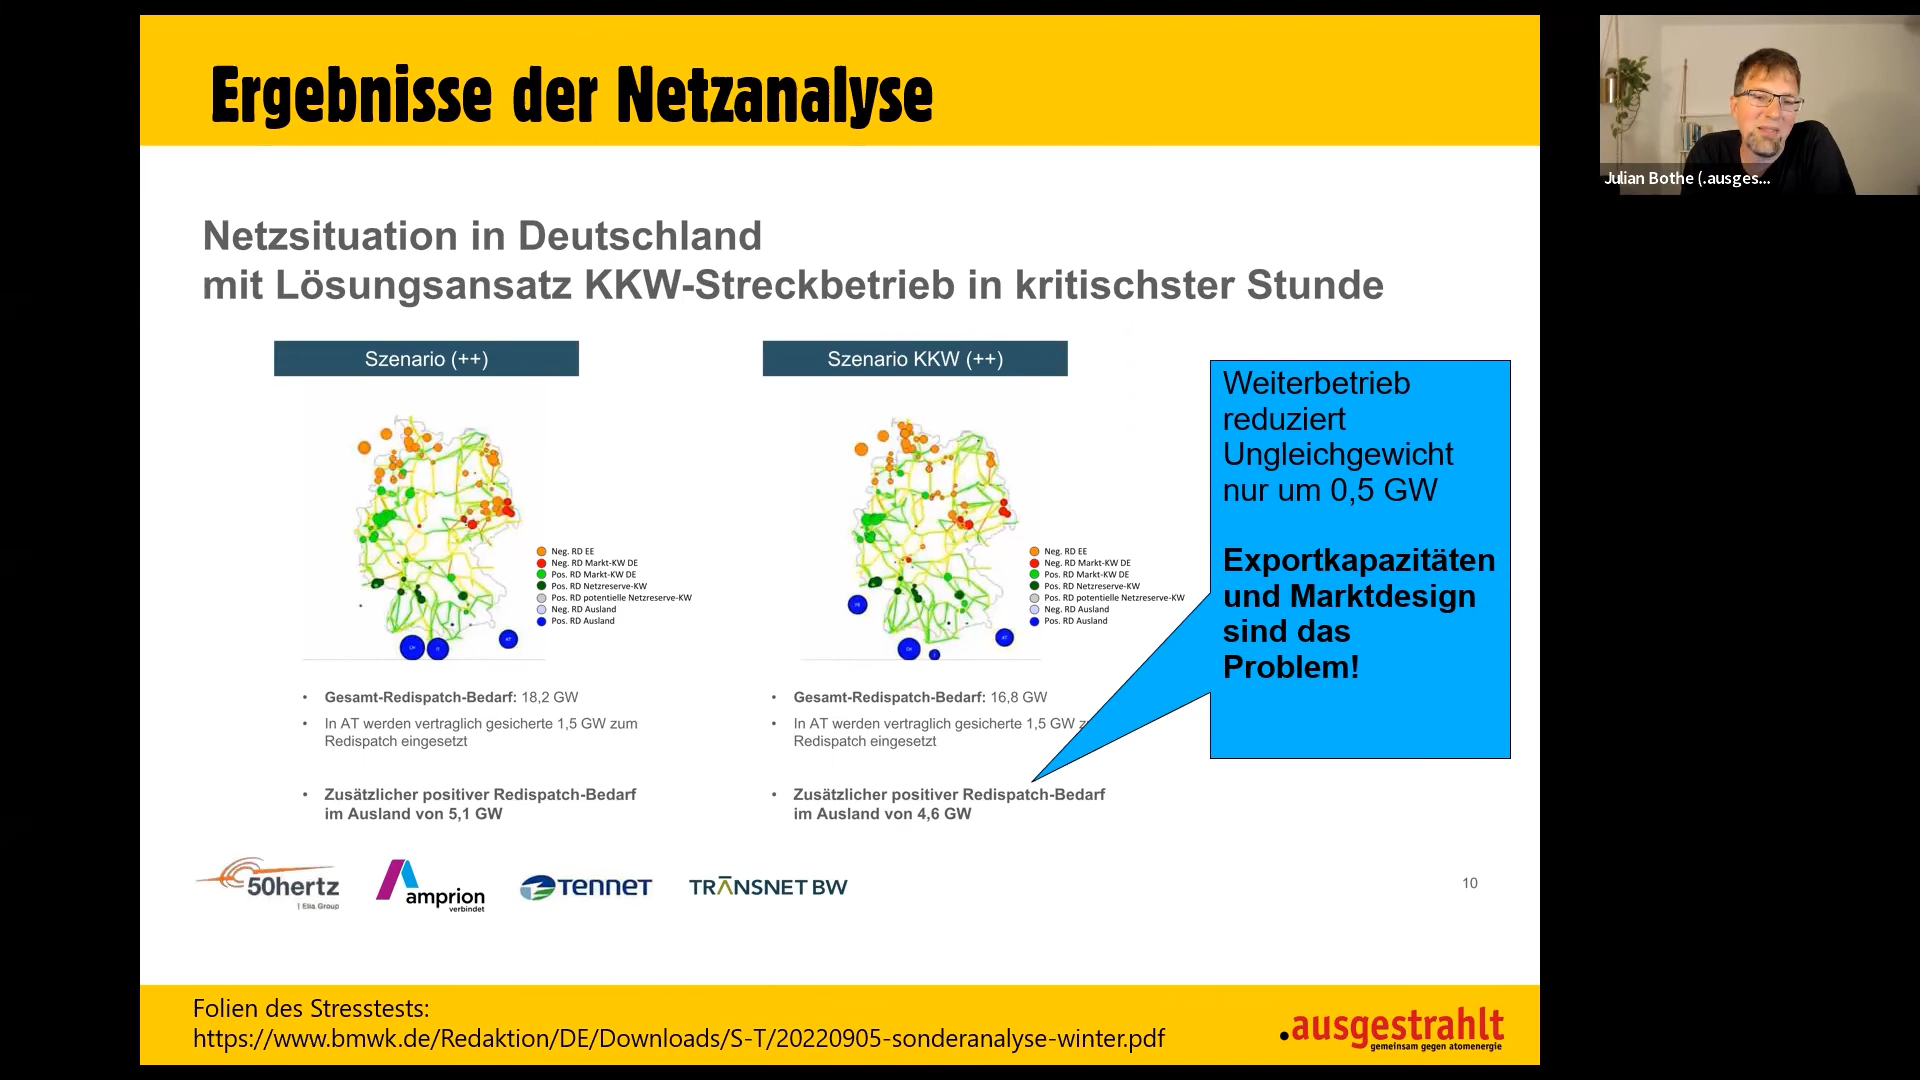 Ergebnisse der Netzanalyse
Julian Bothe (.ausges...
Netzsituation in Deutschland
mit Lösungsansatz KKW-Streckbetrieb in kritischster Stunde
Szenario (++)
Neg. RD EE
Neg. RD Markt-KW DE
Pos. RD Markt-KW DE
Pos. RD Netzreserve-KW
Pos. RD potentielle Netzreserve-KW
Neg. RD Ausland
Pos. RD Ausland
• Gesamt-Redispatch-Bedarf: 18,2 GW
• In AT werden vertraglich gesicherte 1,5 GW zum
Redispatch eingesetzt
• Zusätzlicher positiver Redispatch-Bedarf
im Ausland von 5,1 GW
Szenario KKW (++)
Neg. RD EE
Neg. RD Markt-KW DE
Pos. RD Markt-KW DE
Pos. RD Netzreserve-KW
Pos. RD potentielle Netzreserve-KW
Neg. RD Ausland
Pos. RD Ausland
• Gesamt-Redispatch-Bedarf: 16,8 GW
• In AT werden vertraglich gesicherte 1,5 GW
Redispatch eingesetzt
• Zusätzlicher positiver Redispatch-Bedarf
im Ausland von 4,6 GW
Weiterbetrieb
reduziert
Ungleichgewicht
nur um 0,5 GW
Exportkapazitäten
und Marktdesign
sind das
Problem!
50hertz
| Elia Group
amprion
verbindet
TENNET
TRANSNET BW
10
Folien des Stresstests:
https://www.bmwk.de/Redaktion/DE/Downloads/S-T/20220905-sonderanalyse-winter.pdf
.ausgestrahlt
gemeinsam gegen atomenergie